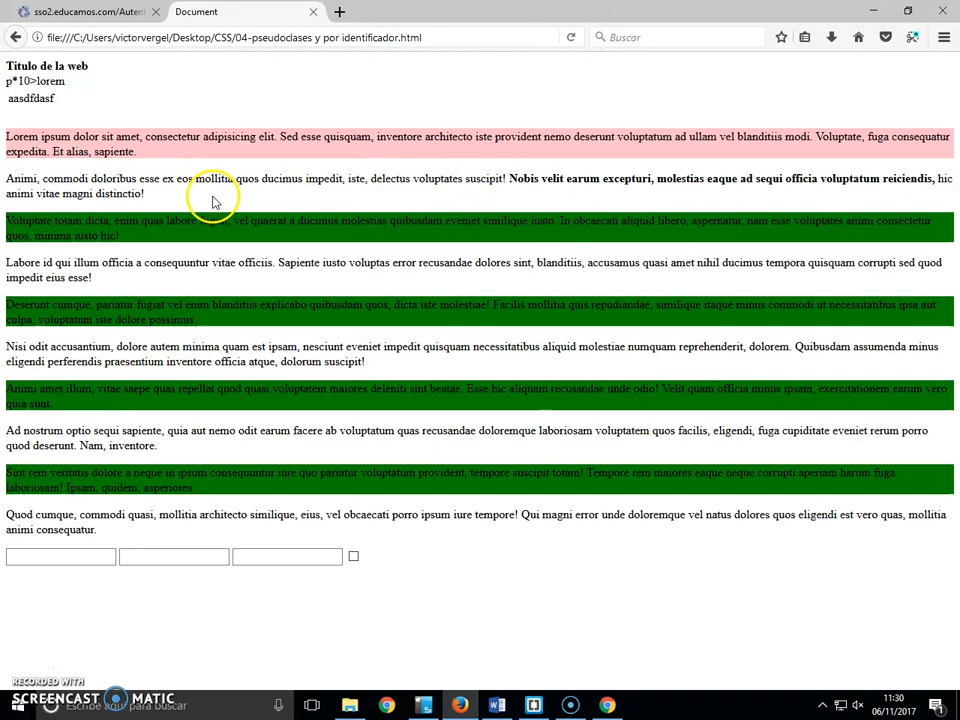 sso2.educamos.com/Autent
Document
file:///C:/Users/victorvergel/Desktop/CSS/04-pseudoclases y por identificador.html
Buscar
Titulo de la web
p*10>lorem
aasdfdasf
Lorem ipsum dolor sit amet, consectetur adipisicing elit. Sed esse quisquam, inventore architecto iste provident nemo deserunt voluptatum ad ullam vel blanditiis modi. Voluptate, fuga consequatur
expedita. Et alias, sapiente.
Animi, commodi doloribus esse ex eos mollitia quos ducimus impedit, iste, delectus voluptates suscipit! Nobis velit earum excepturi, molestias eaque ad sequi officia voluptatum reiciendis, hic
animi vitae magni distinctio!
Voluptate totam dicta, enim quas labore vel quaerat a ducimus molestias quibusdam eveniet similique iusto. In obcaecati aliquid libero, aspernatur, nam esse voluptates animi consectetur
quos, minima iusto hic!
Labore id qui illum officia a consequuntur vitae officiis. Sapiente iusto voluptas error recusandae dolores sint, blanditiis, accusamus quasi amet nihil ducimus tempora quisquam corrupti sed quod
impedit eius esse!
Deserunt cumque, pariatur fugiat vel enim blanditiis explicabo quibusdam quos, dicta iste molestiae! Facilis mollitia quis repudiandae, similique itaque minus commodi ut necessitatibus ipsa aut
culpa, voluptatum iste dolore possimus.
Nisi odit accusantium, dolore autem minima quam est ipsam, nesciunt eveniet impedit quisquam necessitatibus aliquid molestiae numquam reprehenderit, dolorem. Quibusdam assumenda minus
eligendi perferendis praesentium inventore officia atque, dolorum suscipit!
Animi amet illum, vitae saepe quas repellat quod quasi voluptatem maiores deleniti sint beatae. Esse hic aliquam recusandae unde odio! Velit quam officia minus ipsam, exercitationem earum vero
quia sunt.
Ad nostrum optio sequi sapiente, quia aut nemo odit earum facere ab voluptatum quas recusandae doloremque laboriosam voluptatem quos facilis, eligendi, fuga cupiditate eveniet rerum porro
quod deserunt. Nam, inventore.
Sint rem veritatis dolore a neque in ipsum consequuntur iure quo pariatur voluptatum provident, tempore suscipit totam! Tempore rem maiores eaque neque corrupti aperiam harum fuga
laboriosam! Ipsam, quidem, asperiores.
Quod cumque, commodi quasi, mollitia architecto similique, eius, vel obcaecati porro ipsum iure tempore! Qui magni error unde doloremque vel natus dolores quos eligendi est vero quas, mollitia
animi consequatur.
RECORDED WITH
SCREENCAST MATIC
Escribe aquí para buscar
11:30
06/11/2017
1